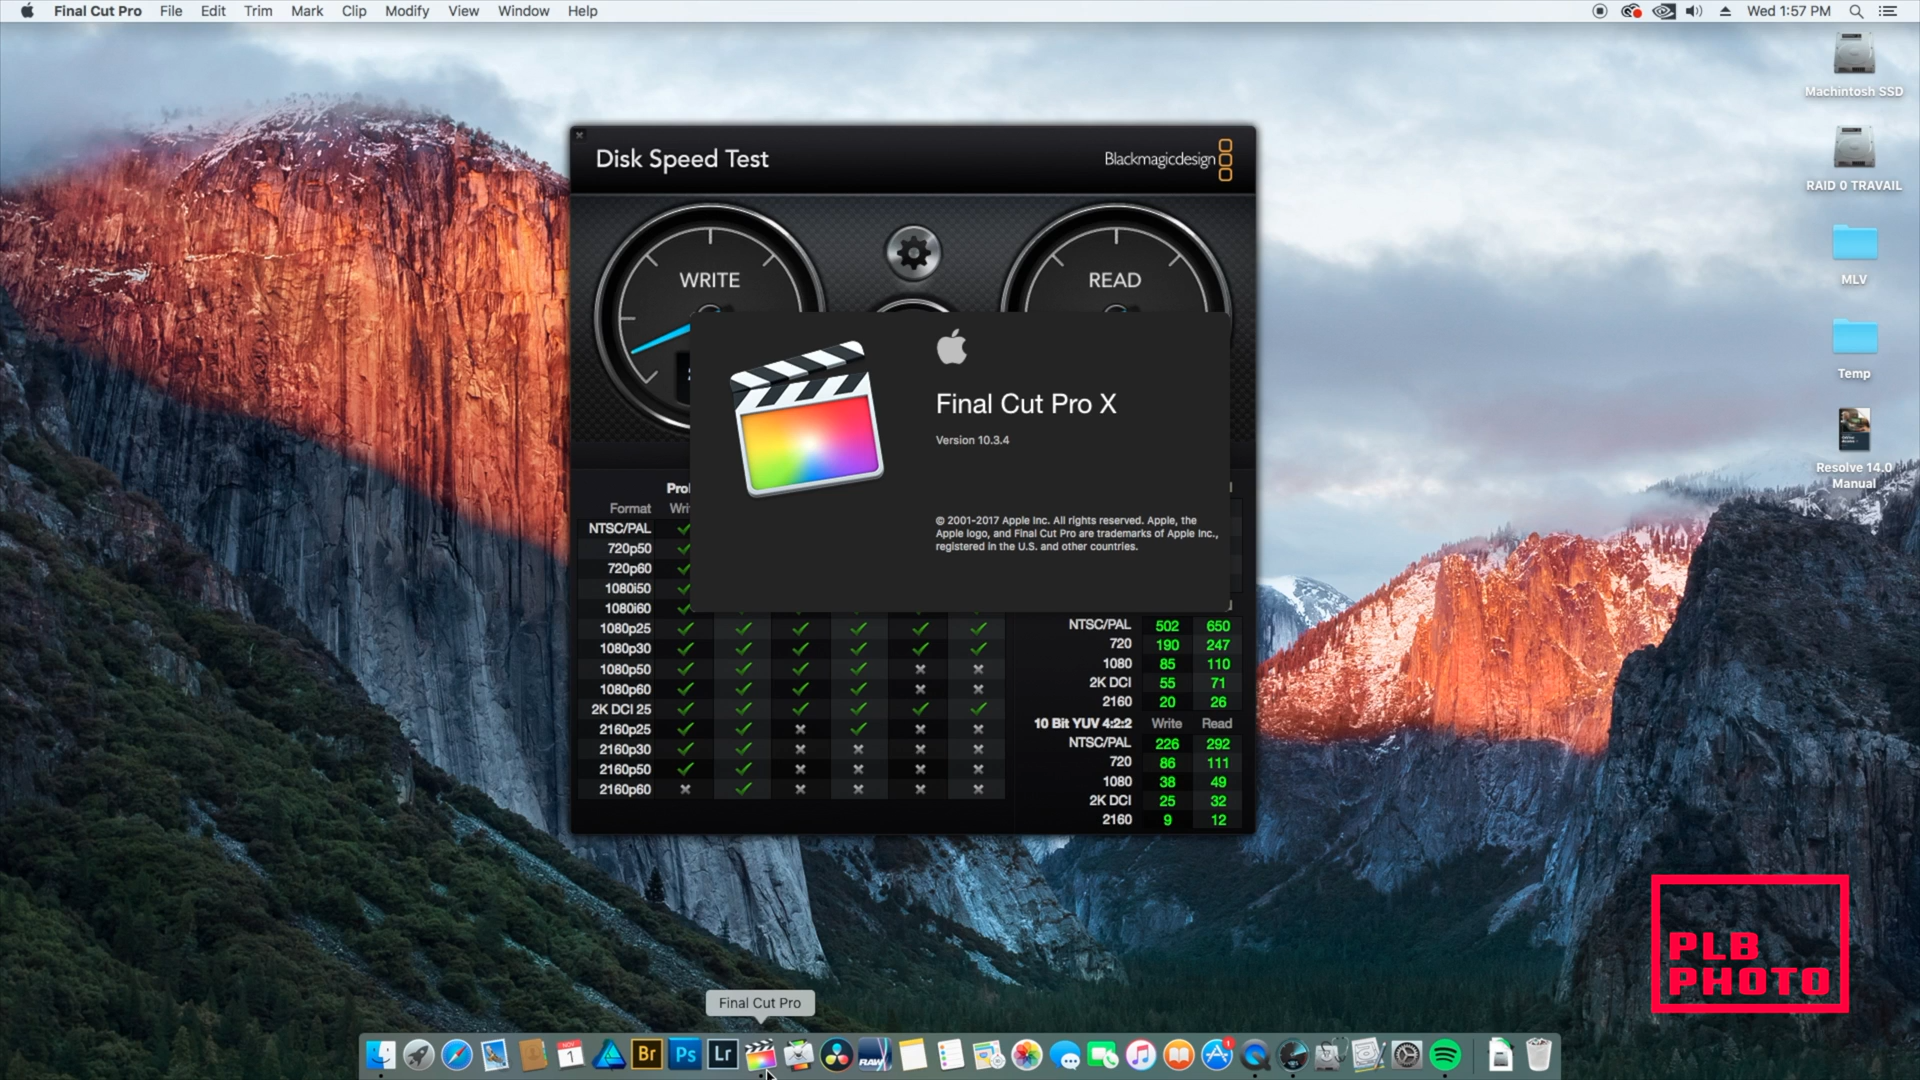 Final Cut Pro File Edit Trim Mark Clip Modify View Window Help
Wed 1:57 PM
Machintosh SSD
RAID 0 TRAVAIL
MLV
Temp
Resolve 14.0
Manual
Disk Speed Test
Blackmagicdesign
WRITE
READ
Final Cut Pro X
Version 10.3.4
© 2001-2017 Apple Inc. All rights reserved. Apple, the
Apple logo, and Final Cut Pro are trademarks of Apple Inc.,
registered in the U.S. and other countries.
Format
NTSC/PAL
720p50
720p60
1080i50
1080i60
1080p25
1080p30
1080p50
1080p60
2K DCI 25
2160p25
2160p30
2160p50
2160p60
NTSC/PAL 502 650
720 190 247
1080 85 110
2K DCI 55 71
2160 20 26
10 Bit YUV 4:2:2 Write Read
NTSC/PAL 226 292
720 86 111
1080 38 49
2K DCI 25 32
2160 9 12
PLB
PHOTO
Final Cut Pro
NOV
1
Br
Ps
Lr
RAW
1